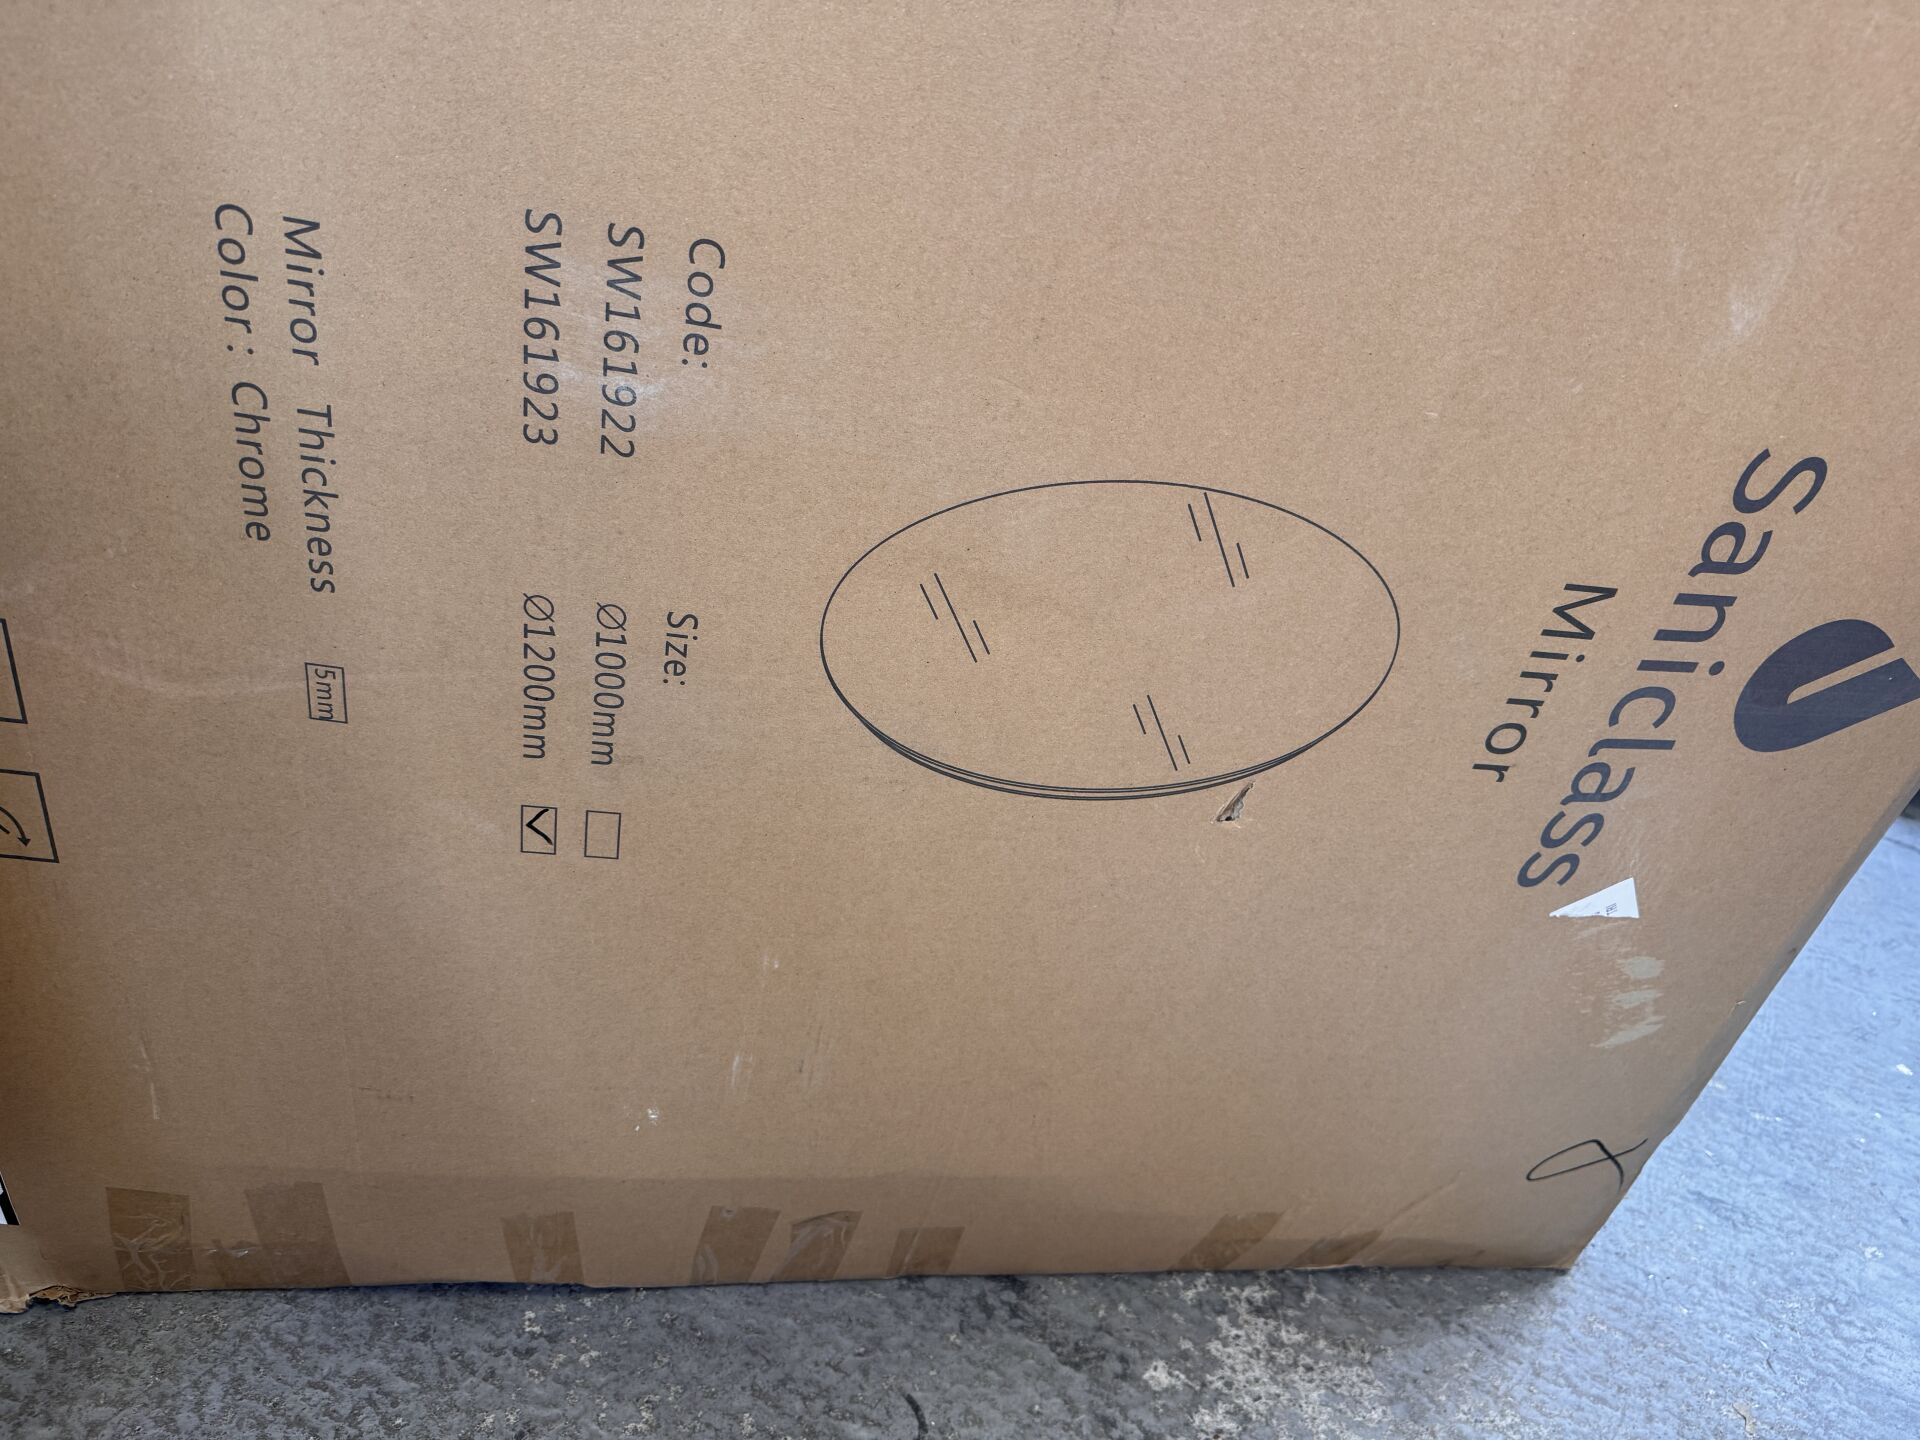 Saniclass
Mirror
Code: Size:
SW161922 Ø1000mm
SW161923 Ø1200mm
Mirror Thickness 5mm
Color: Chrome